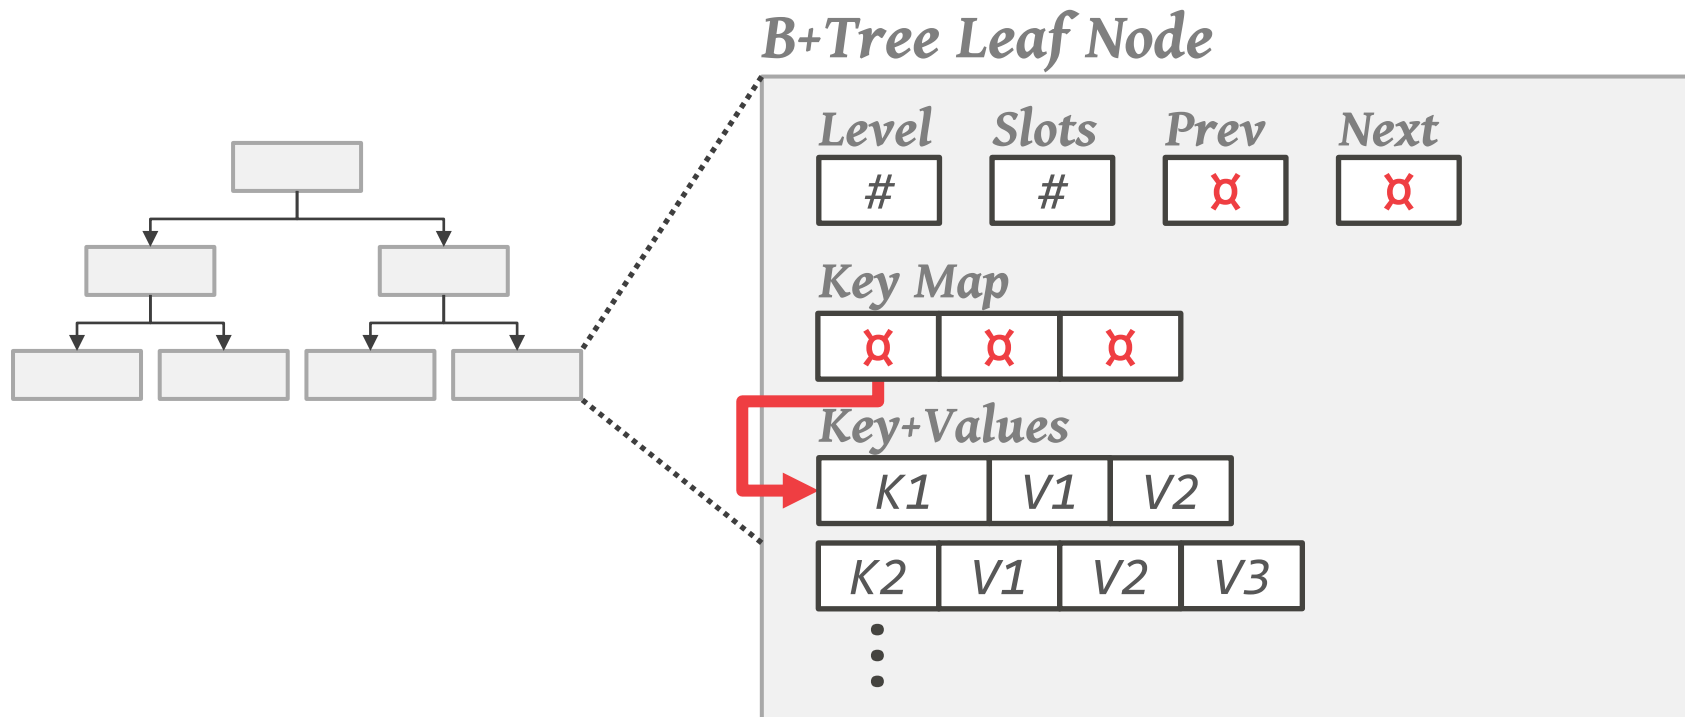 B+Tree Leaf Node
Level Slots Prev Next
# # ¤ ¤
Key Map
¤ ¤ ¤
Key+Values
K1 V1 V2
K2 V1 V2 V3